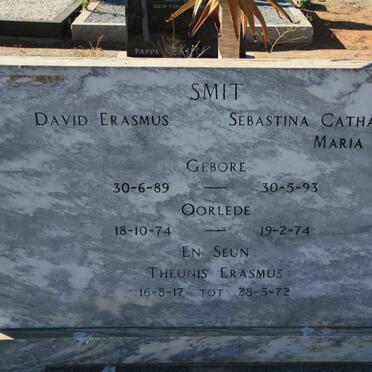 PAPPA
SMIT
DAVID ERASMUS SEBASTINA CATHA
MARIA
GEBORE
30-6-89 — 30-5-93
OORLEDE
18-10-74 — 19-2-74
EN SEUN
THEUNIS ERASMUS
16-8-17 TOT 28-5-72